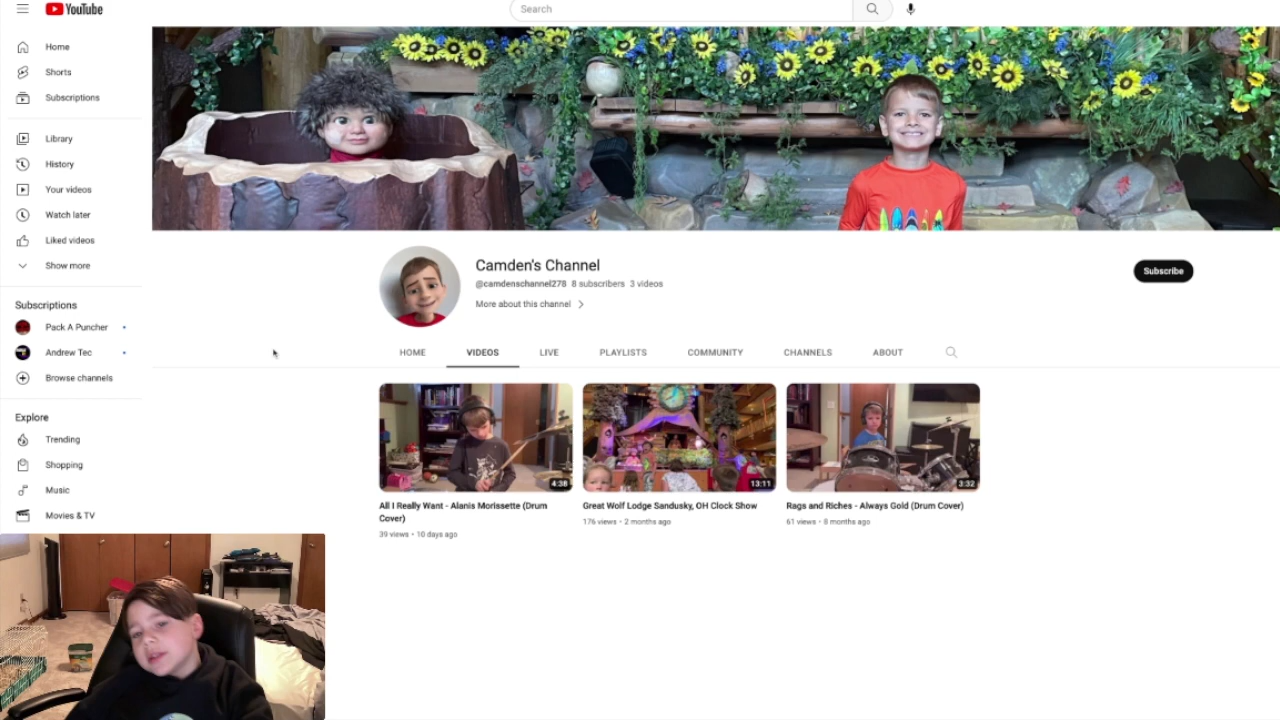 YouTube
Search
Home
Shorts
Subscriptions
Library
History
Your videos
Watch later
Liked videos
Show more
Subscriptions
Pack A Puncher
Andrew Tec
Browse channels
Explore
Trending
Shopping
Music
Movies & TV
Camden's Channel
@camdenschannel278 8 subscribers 3 videos
More about this channel
Subscribe
HOME VIDEOS LIVE PLAYLISTS COMMUNITY CHANNELS ABOUT
4:38
All I Really Want - Alanis Morissette (Drum
Cover)
39 views • 10 days ago
13:11
Great Wolf Lodge Sandusky, OH Clock Show
176 views • 2 months ago
3:32
Rags and Riches - Always Gold (Drum Cover)
61 views • 8 months ago